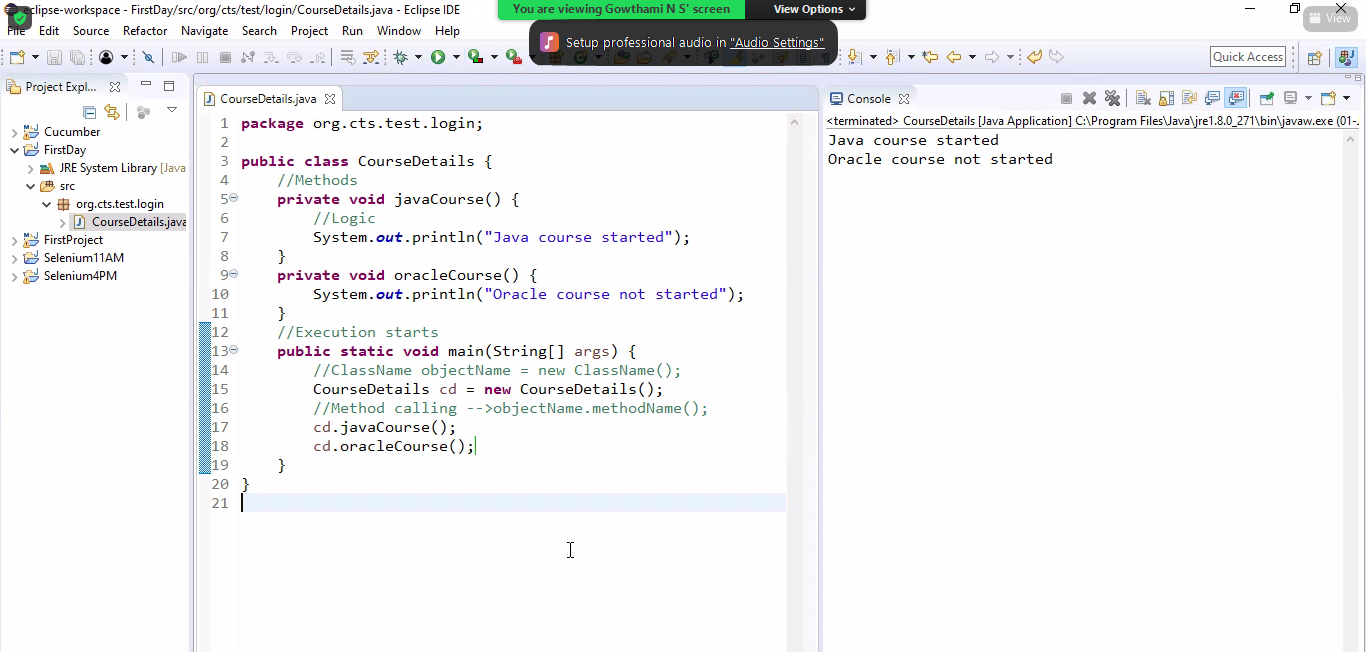 eclipse-workspace - FirstDay/src/org/cts/test/login/CourseDetails.java - Eclipse IDE
You are viewing Gowthami N S' screen
View Options
View
File Edit Source Refactor Navigate Search Project Run Window Help
Setup professional audio in "Audio Settings"
Quick Access
Project Expl...
Cucumber
FirstDay
JRE System Library [Java
src
org.cts.test.login
CourseDetails.java
FirstProject
Selenium11AM
Selenium4PM
CourseDetails.java
1 package org.cts.test.login;
2
3 public class CourseDetails {
4 //Methods
5 private void javaCourse() {
6 //Logic
7 System.out.println("Java course started");
8 }
9 private void oracleCourse() {
10 System.out.println("Oracle course not started");
11 }
12 //Execution starts
13 public static void main(String[] args) {
14 //ClassName objectName = new ClassName();
15 CourseDetails cd = new CourseDetails();
16 //Method calling -->objectName.methodName();
17 cd.javaCourse();
18 cd.oracleCourse();
19 }
20 }
21
Console
<terminated> CourseDetails [Java Application] C:\Program Files\Java\jre1.8.0_271\bin\javaw.exe (01-
Java course started
Oracle course not started